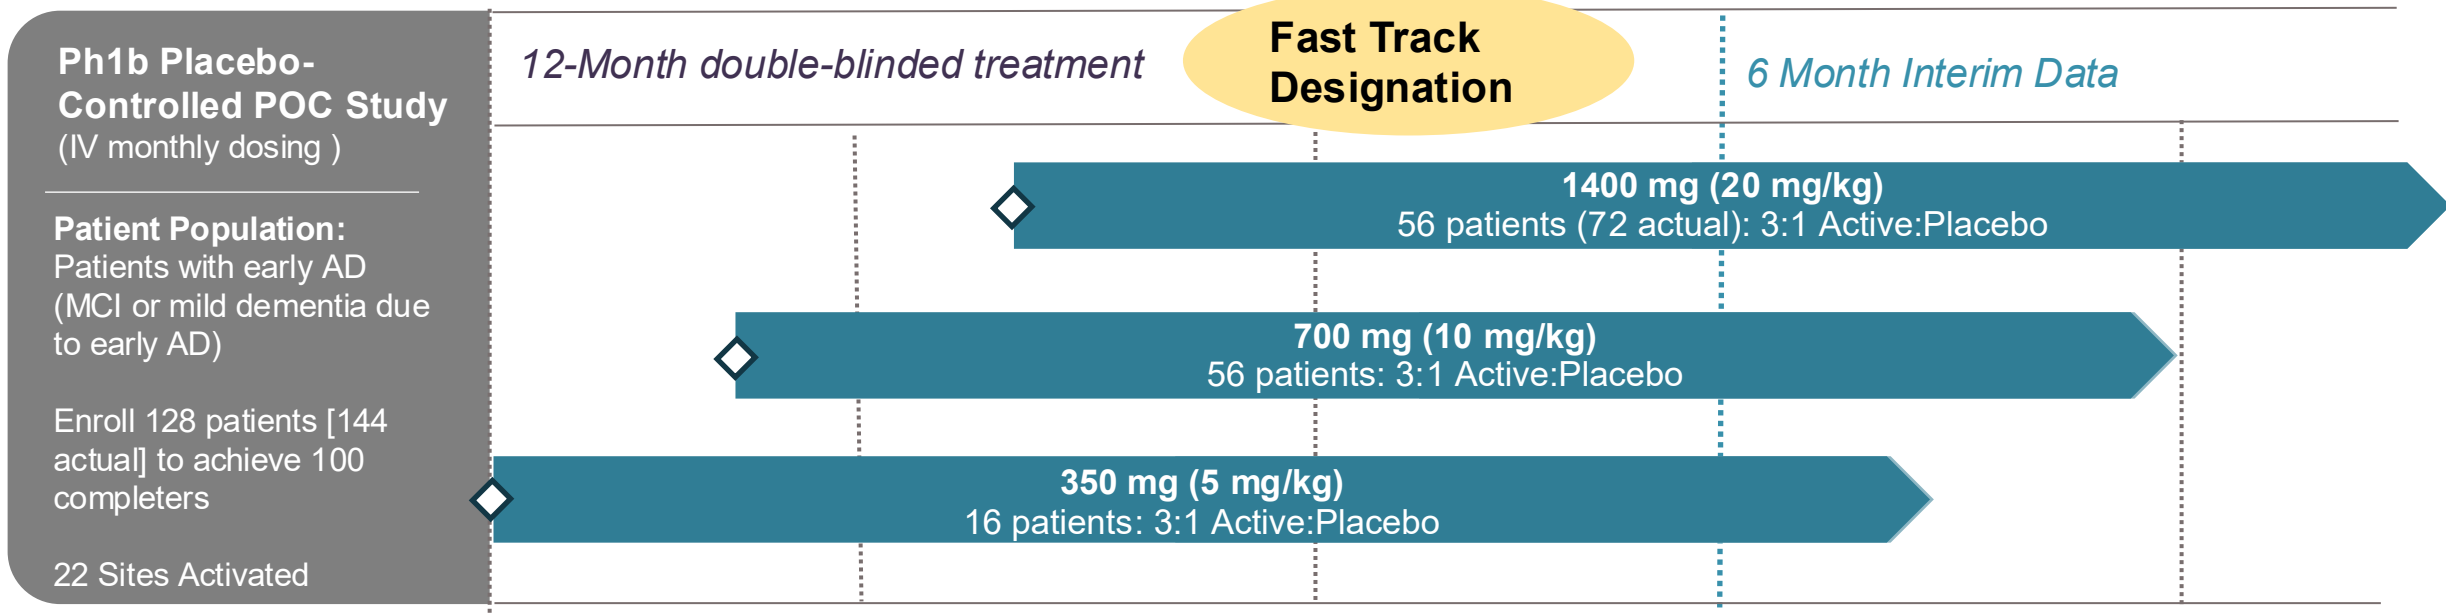 Ph1b Placebo-
Controlled POC Study
(IV monthly dosing )
Patient Population:
Patients with early AD
(MCI or mild dementia due
to early AD)
Enroll 128 patients [144
actual] to achieve 100
completers
22 Sites Activated
12-Month double-blinded treatment
Fast Track
Designation
6 Month Interim Data
1400 mg (20 mg/kg)
56 patients (72 actual): 3:1 Active:Placebo
700 mg (10 mg/kg)
56 patients: 3:1 Active:Placebo
350 mg (5 mg/kg)
16 patients: 3:1 Active:Placebo